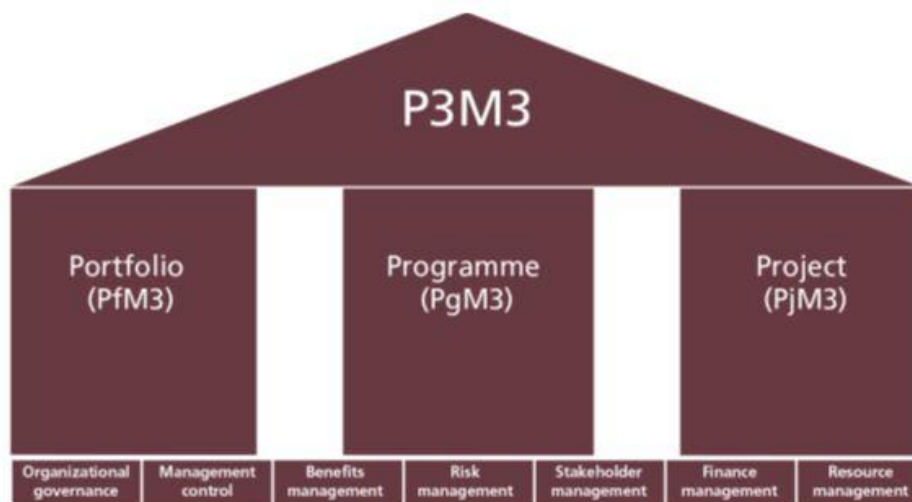 P3M3
Portfolio
(PfM3)
Programme
(PgM3)
Project
(PjM3)
Organizational
governance
Management
control
Benefits
management
Risk
management
Stakeholder
management
Finance
management
Resource
management